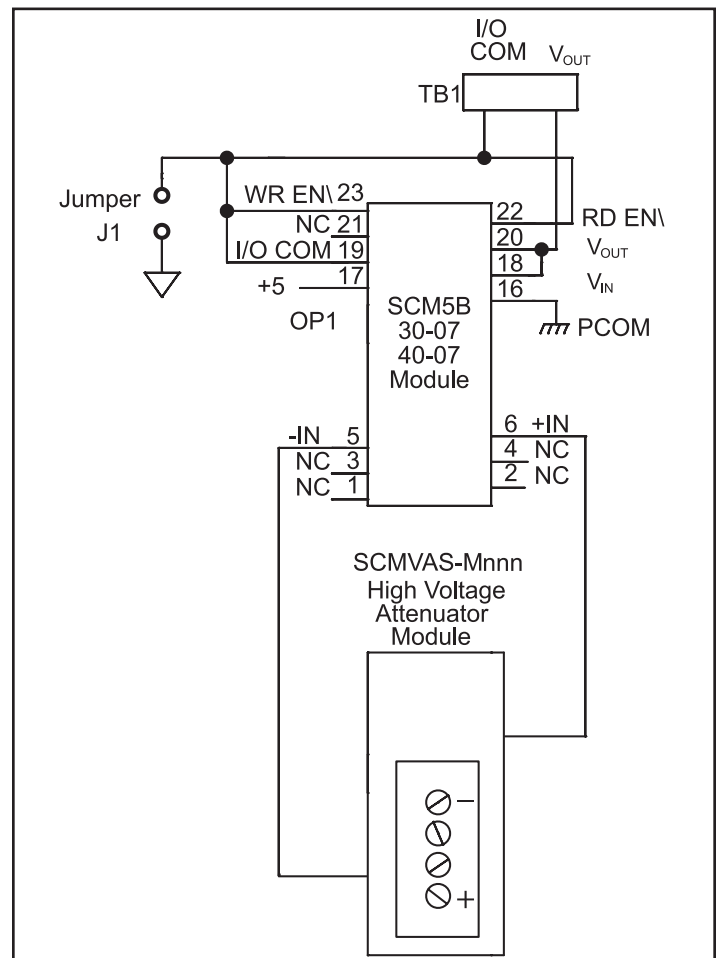 I/O
COM VOUT
TB1
Jumper
J1
WR EN\ 23
NC 21
I/O COM 19
+5 17
OP1
22 RD EN\
20 VOUT
18 VIN
16
PCOM
SCM5B
30-07
40-07
Module
-IN 5
NC 3
NC 1
6 +IN
4 NC
2 NC
SCMVAS-Mnnn
High Voltage
Attenuator
Module
−
+